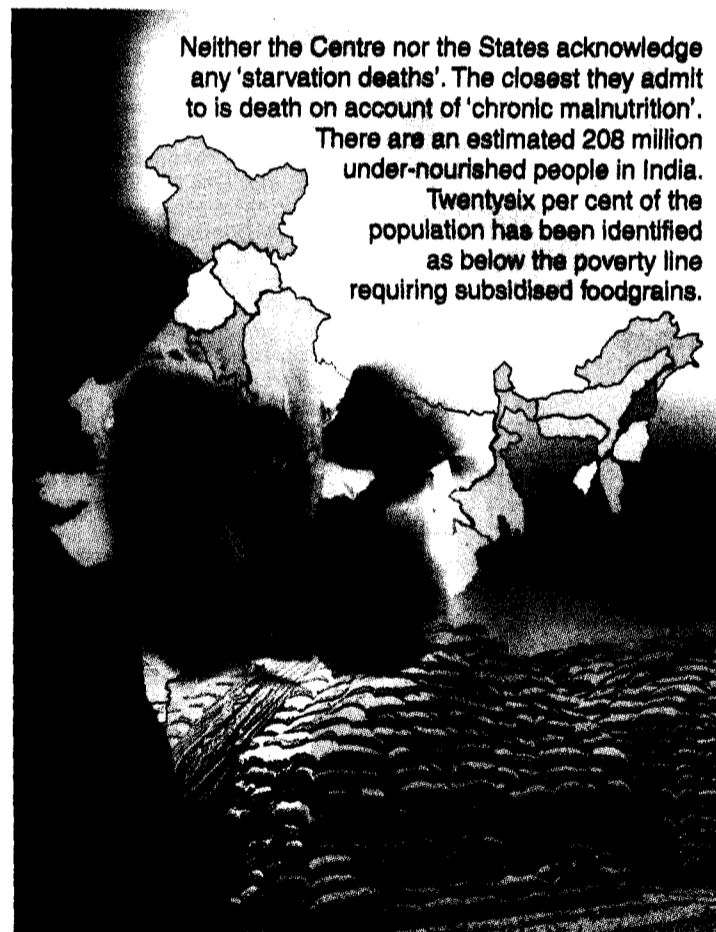 Neither the Centre nor the States acknowledge
any 'starvation deaths'. The closest they admit
to is death on account of 'chronic malnutrition'.
There are an estimated 208 million
under-nourished people in India.
Twentysix per cent of the
population has been identified
as below the poverty line
requiring subsidised foodgrains.